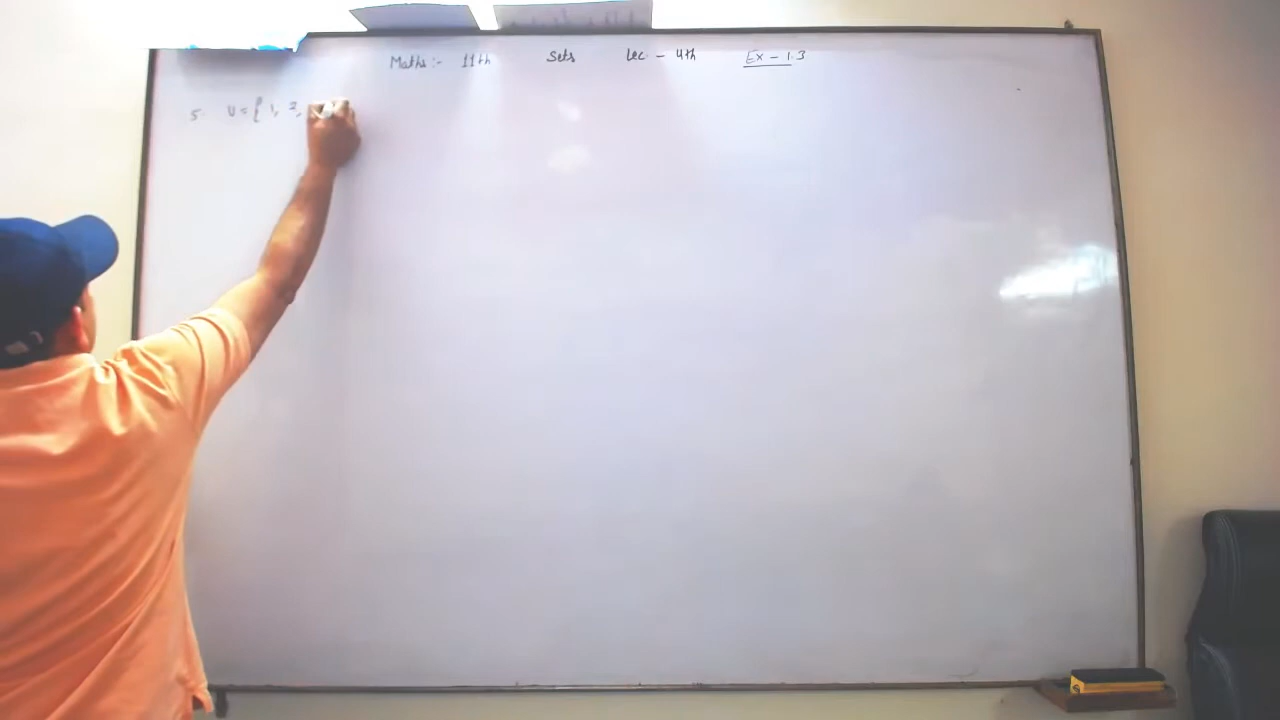 Maths :- 11th Sets Lec - 4th Ex - 1.3
5. U = { 1, 2,